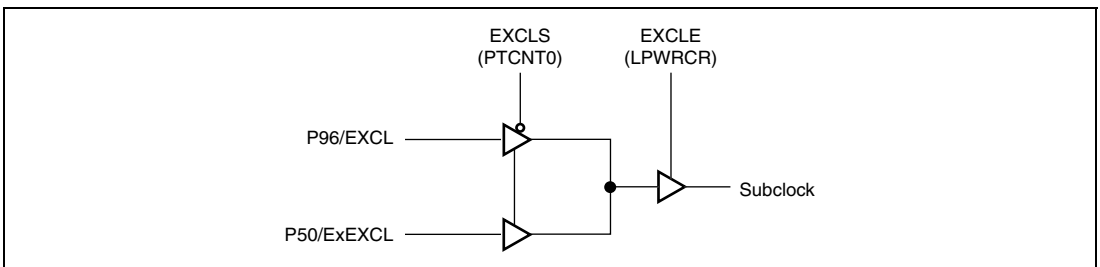 EXCLS
(PTCNT0)
EXCLE
(LPWRCR)
P96/EXCL
Subclock
P50/ExEXCL